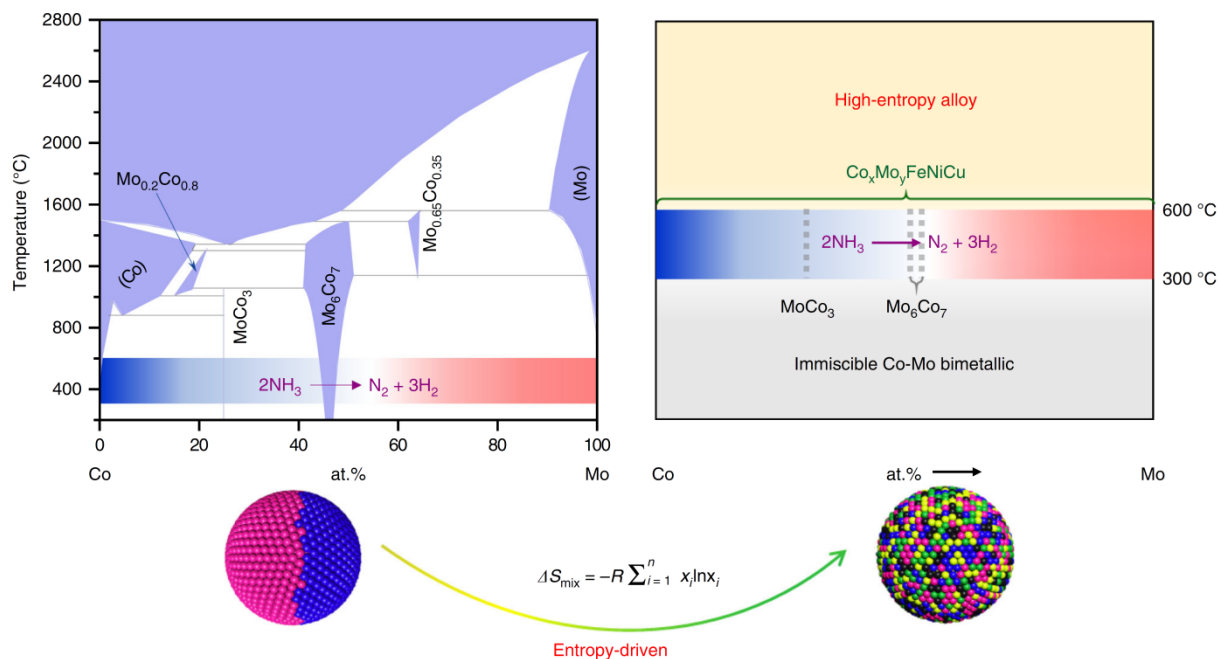 2800
2400
2000
1600
1200
800
400
Temperature (°C)
Mo0.2Co0.8
(Co)
MoCo3
Mo6Co7
Mo0.65Co0.35
(Mo)
2NH3 → N2 + 3H2
0 20 40 60 80 100
Co at.% Mo
High-entropy alloy
CoxMoyFeNiCu
600 °C
2NH3 → N2 + 3H2
300 °C
MoCo3 Mo6Co7
Immiscible Co-Mo bimetallic
Co at.% → Mo
ΔSmix = –R ∑ni = 1 xilnxi
Entropy-driven